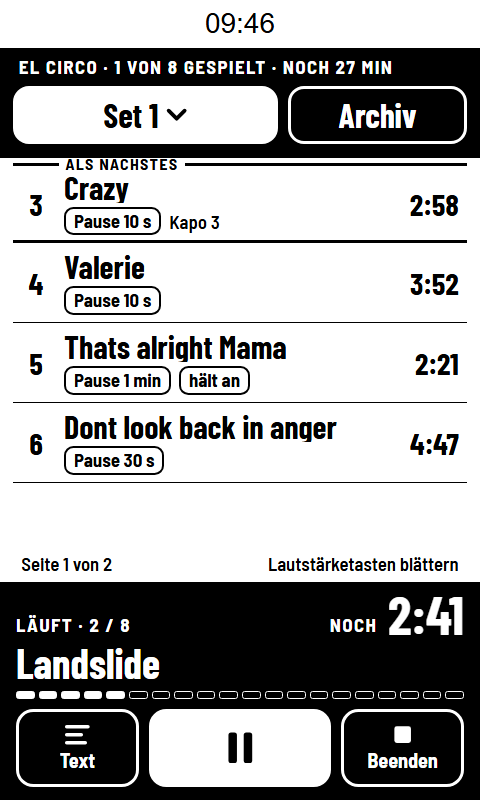 09:46
EL CIRCO · 1 VON 8 GESPIELT · NOCH 27 MIN
Set 1
Archiv
ALS NÄCHSTES
3 Crazy 2:58
Pause 10 s Kapo 3
4 Valerie 3:52
Pause 10 s
5 Thats alright Mama 2:21
Pause 1 min hält an
6 Dont look back in anger 4:47
Pause 30 s
Seite 1 von 2 Lautstärketasten blättern
LÄUFT · 2 / 8 NOCH 2:41
Landslide
Text
Beenden